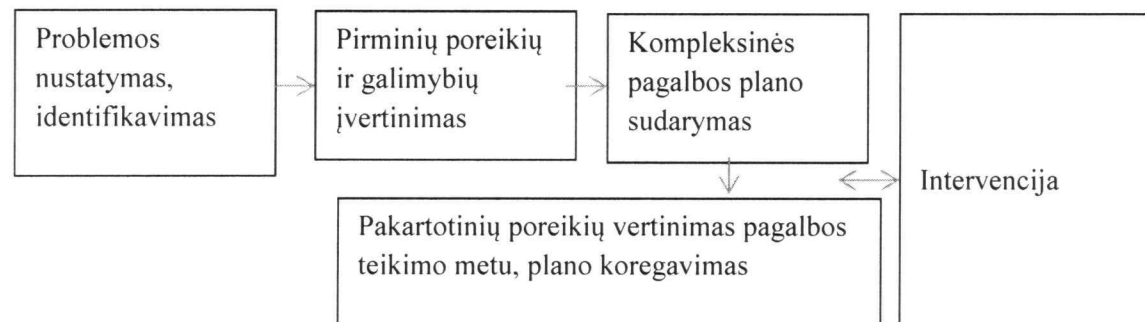 Problemos
nustatymas,
identifikavimas
Pirminių poreikių
ir galimybių
įvertinimas
Kompleksinės
pagalbos plano
sudarymas
Intervencija
Pakartotinių poreikių vertinimas pagalbos
teikimo metu, plano koregavimas